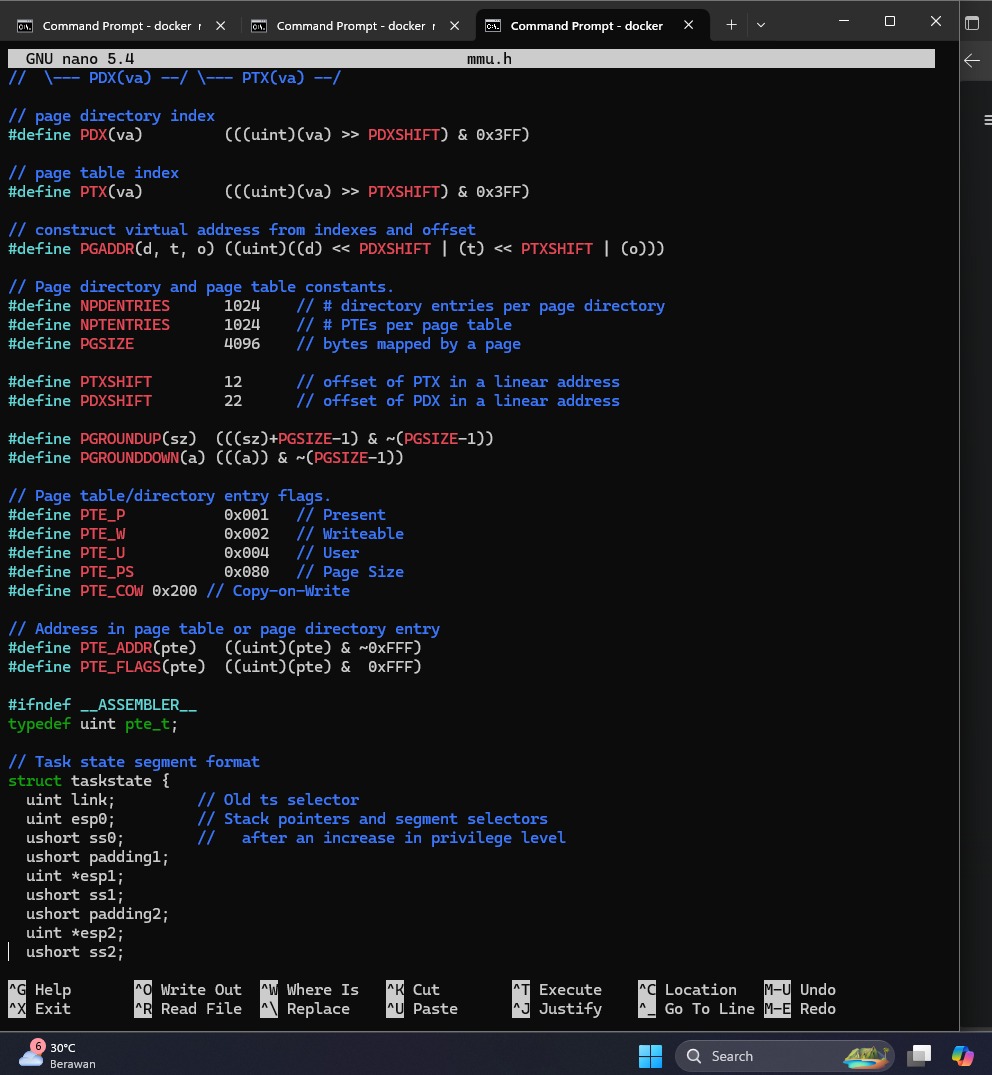 Command Prompt - docker r
Command Prompt - docker r
Command Prompt - docker
GNU nano 5.4 mmu.h
//  \--- PDX(va) --/ \--- PTX(va) --/
// page directory index
#define PDX(va)         (((uint)(va) >> PDXSHIFT) & 0x3FF)
// page table index
#define PTX(va)         (((uint)(va) >> PTXSHIFT) & 0x3FF)
// construct virtual address from indexes and offset
#define PGADDR(d, t, o) ((uint)((d) << PDXSHIFT | (t) << PTXSHIFT | (o)))
// Page directory and page table constants.
#define NPDENTRIES      1024    // # directory entries per page directory
#define NPTENTRIES      1024    // # PTEs per page table
#define PGSIZE          4096    // bytes mapped by a page
#define PTXSHIFT        12      // offset of PTX in a linear address
#define PDXSHIFT        22      // offset of PDX in a linear address
#define PGROUNDUP(sz)  (((sz)+PGSIZE-1) & ~(PGSIZE-1))
#define PGROUNDDOWN(a) (((a)) & ~(PGSIZE-1))
// Page table/directory entry flags.
#define PTE_P           0x001   // Present
#define PTE_W           0x002   // Writeable
#define PTE_U           0x004   // User
#define PTE_PS          0x080   // Page Size
#define PTE_COW 0x200 // Copy-on-Write
// Address in page table or page directory entry
#define PTE_ADDR(pte)   ((uint)(pte) & ~0xFFF)
#define PTE_FLAGS(pte)  ((uint)(pte) &  0xFFF)
#ifndef __ASSEMBLER__
typedef uint pte_t;
// Task state segment format
struct taskstate {
  uint link;         // Old ts selector
  uint esp0;         // Stack pointers and segment selectors
  ushort ss0;        //   after an increase in privilege level
  ushort padding1;
  uint *esp1;
  ushort ss1;
  ushort padding2;
  uint *esp2;
  ushort ss2;
^G Help ^O Write Out ^W Where Is ^K Cut ^T Execute ^C Location M-U Undo
^X Exit ^R Read File ^\ Replace ^U Paste ^J Justify ^_ Go To Line M-E Redo
6
30°C
Berawan
Search